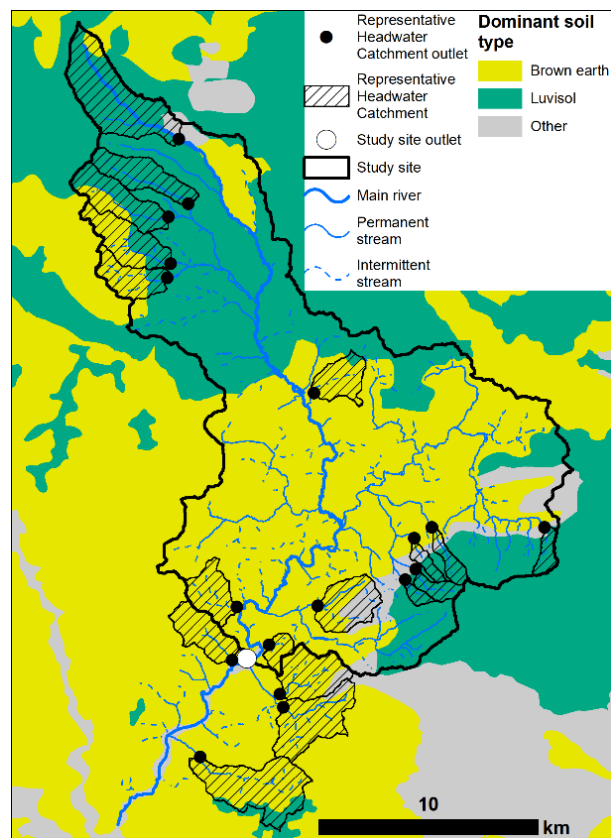 Representative
Headwater
Catchment outlet
Representative
Headwater
Catchment
Study site outlet
Study site
Main river
Permanent
stream
Intermittent
stream
Dominant soil
type
Brown earth
Luvisol
Other
10
km